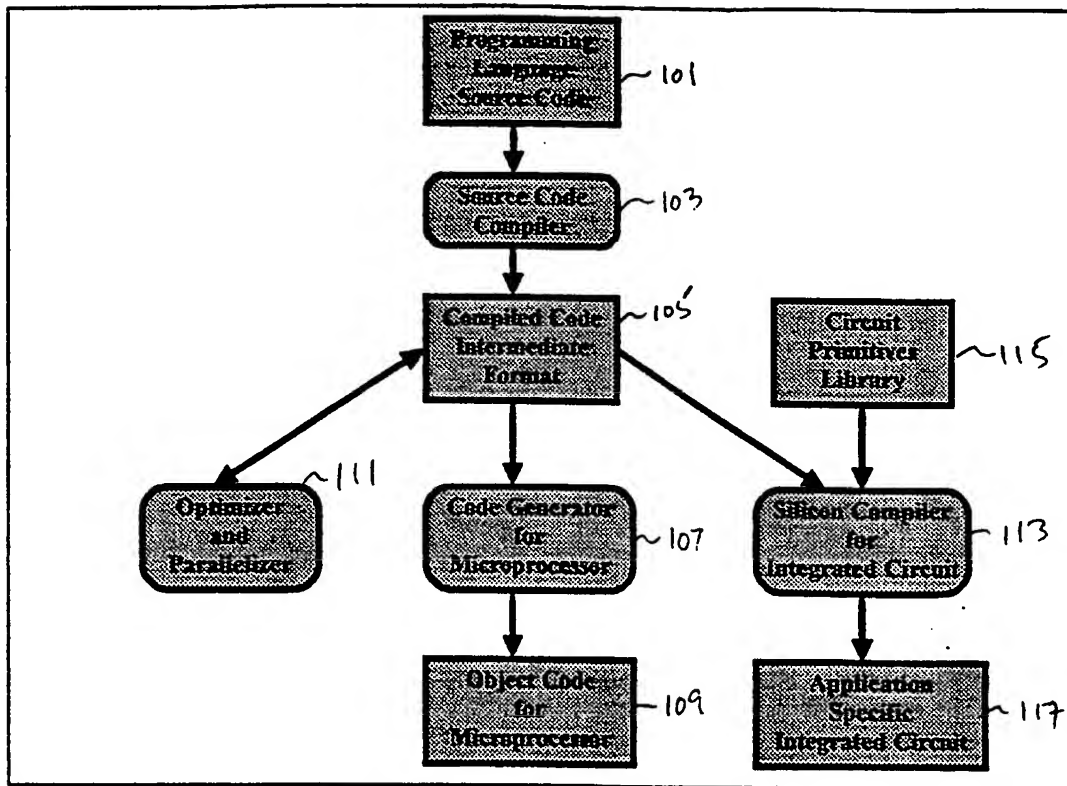 Programming
Language
Source Code
101
Source Code
Compiler
103
Compiled Code
Intermediate
Format
105
Circuit
Primitives
Library
115
Optimizer
and
Parallelizer
111
Code Generator
for
Microprocessor
107
Silicon Compiler
for
Integrated Circuit
113
Object Code
for
Microprocessor
109
Application
Specific
Integrated Circuit
117